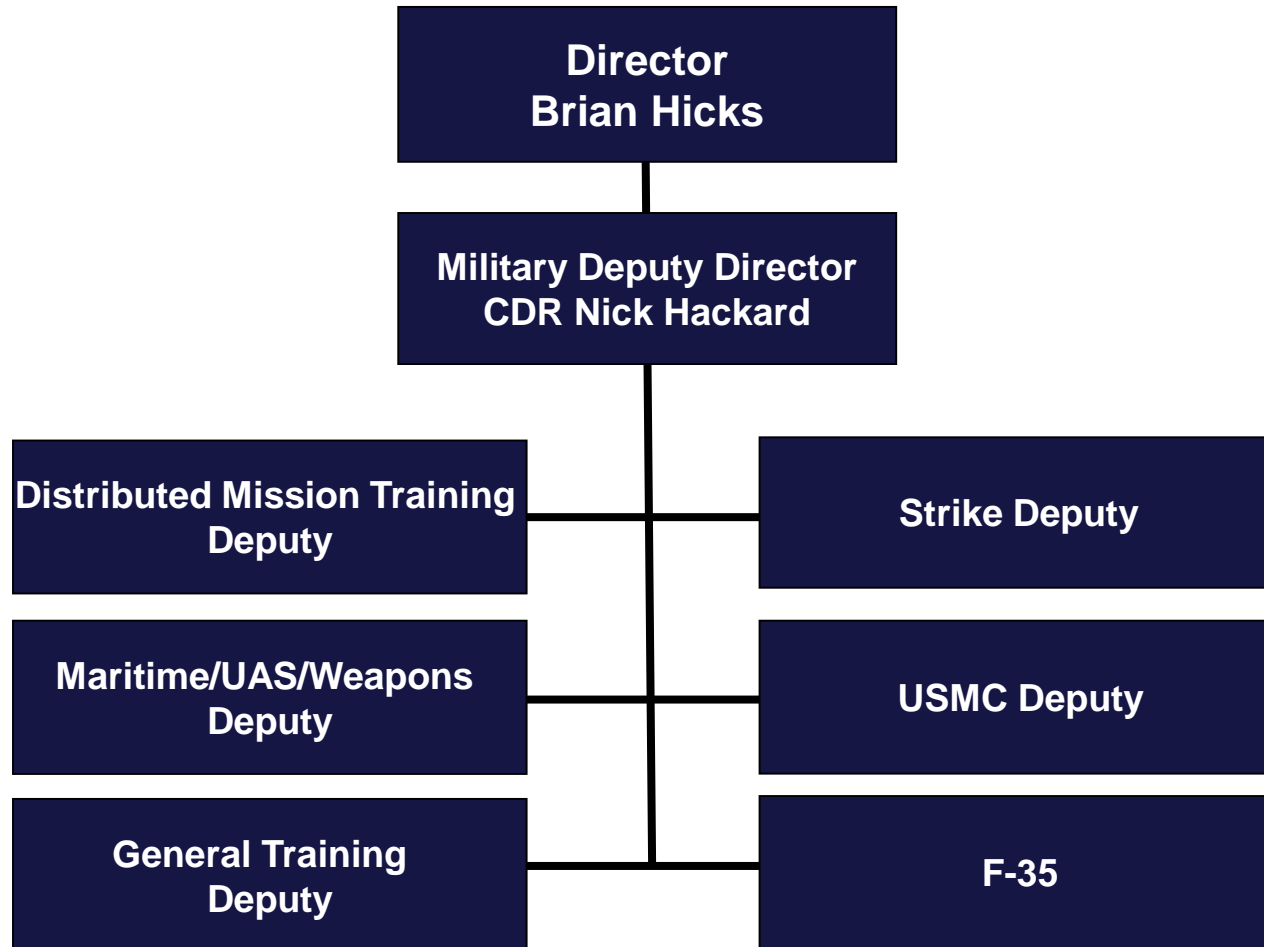 Director
Brian Hicks
Military Deputy Director
CDR Nick Hackard
Distributed Mission Training
Deputy
Strike Deputy
Maritime/UAS/Weapons
Deputy
USMC Deputy
General Training
Deputy
F-35